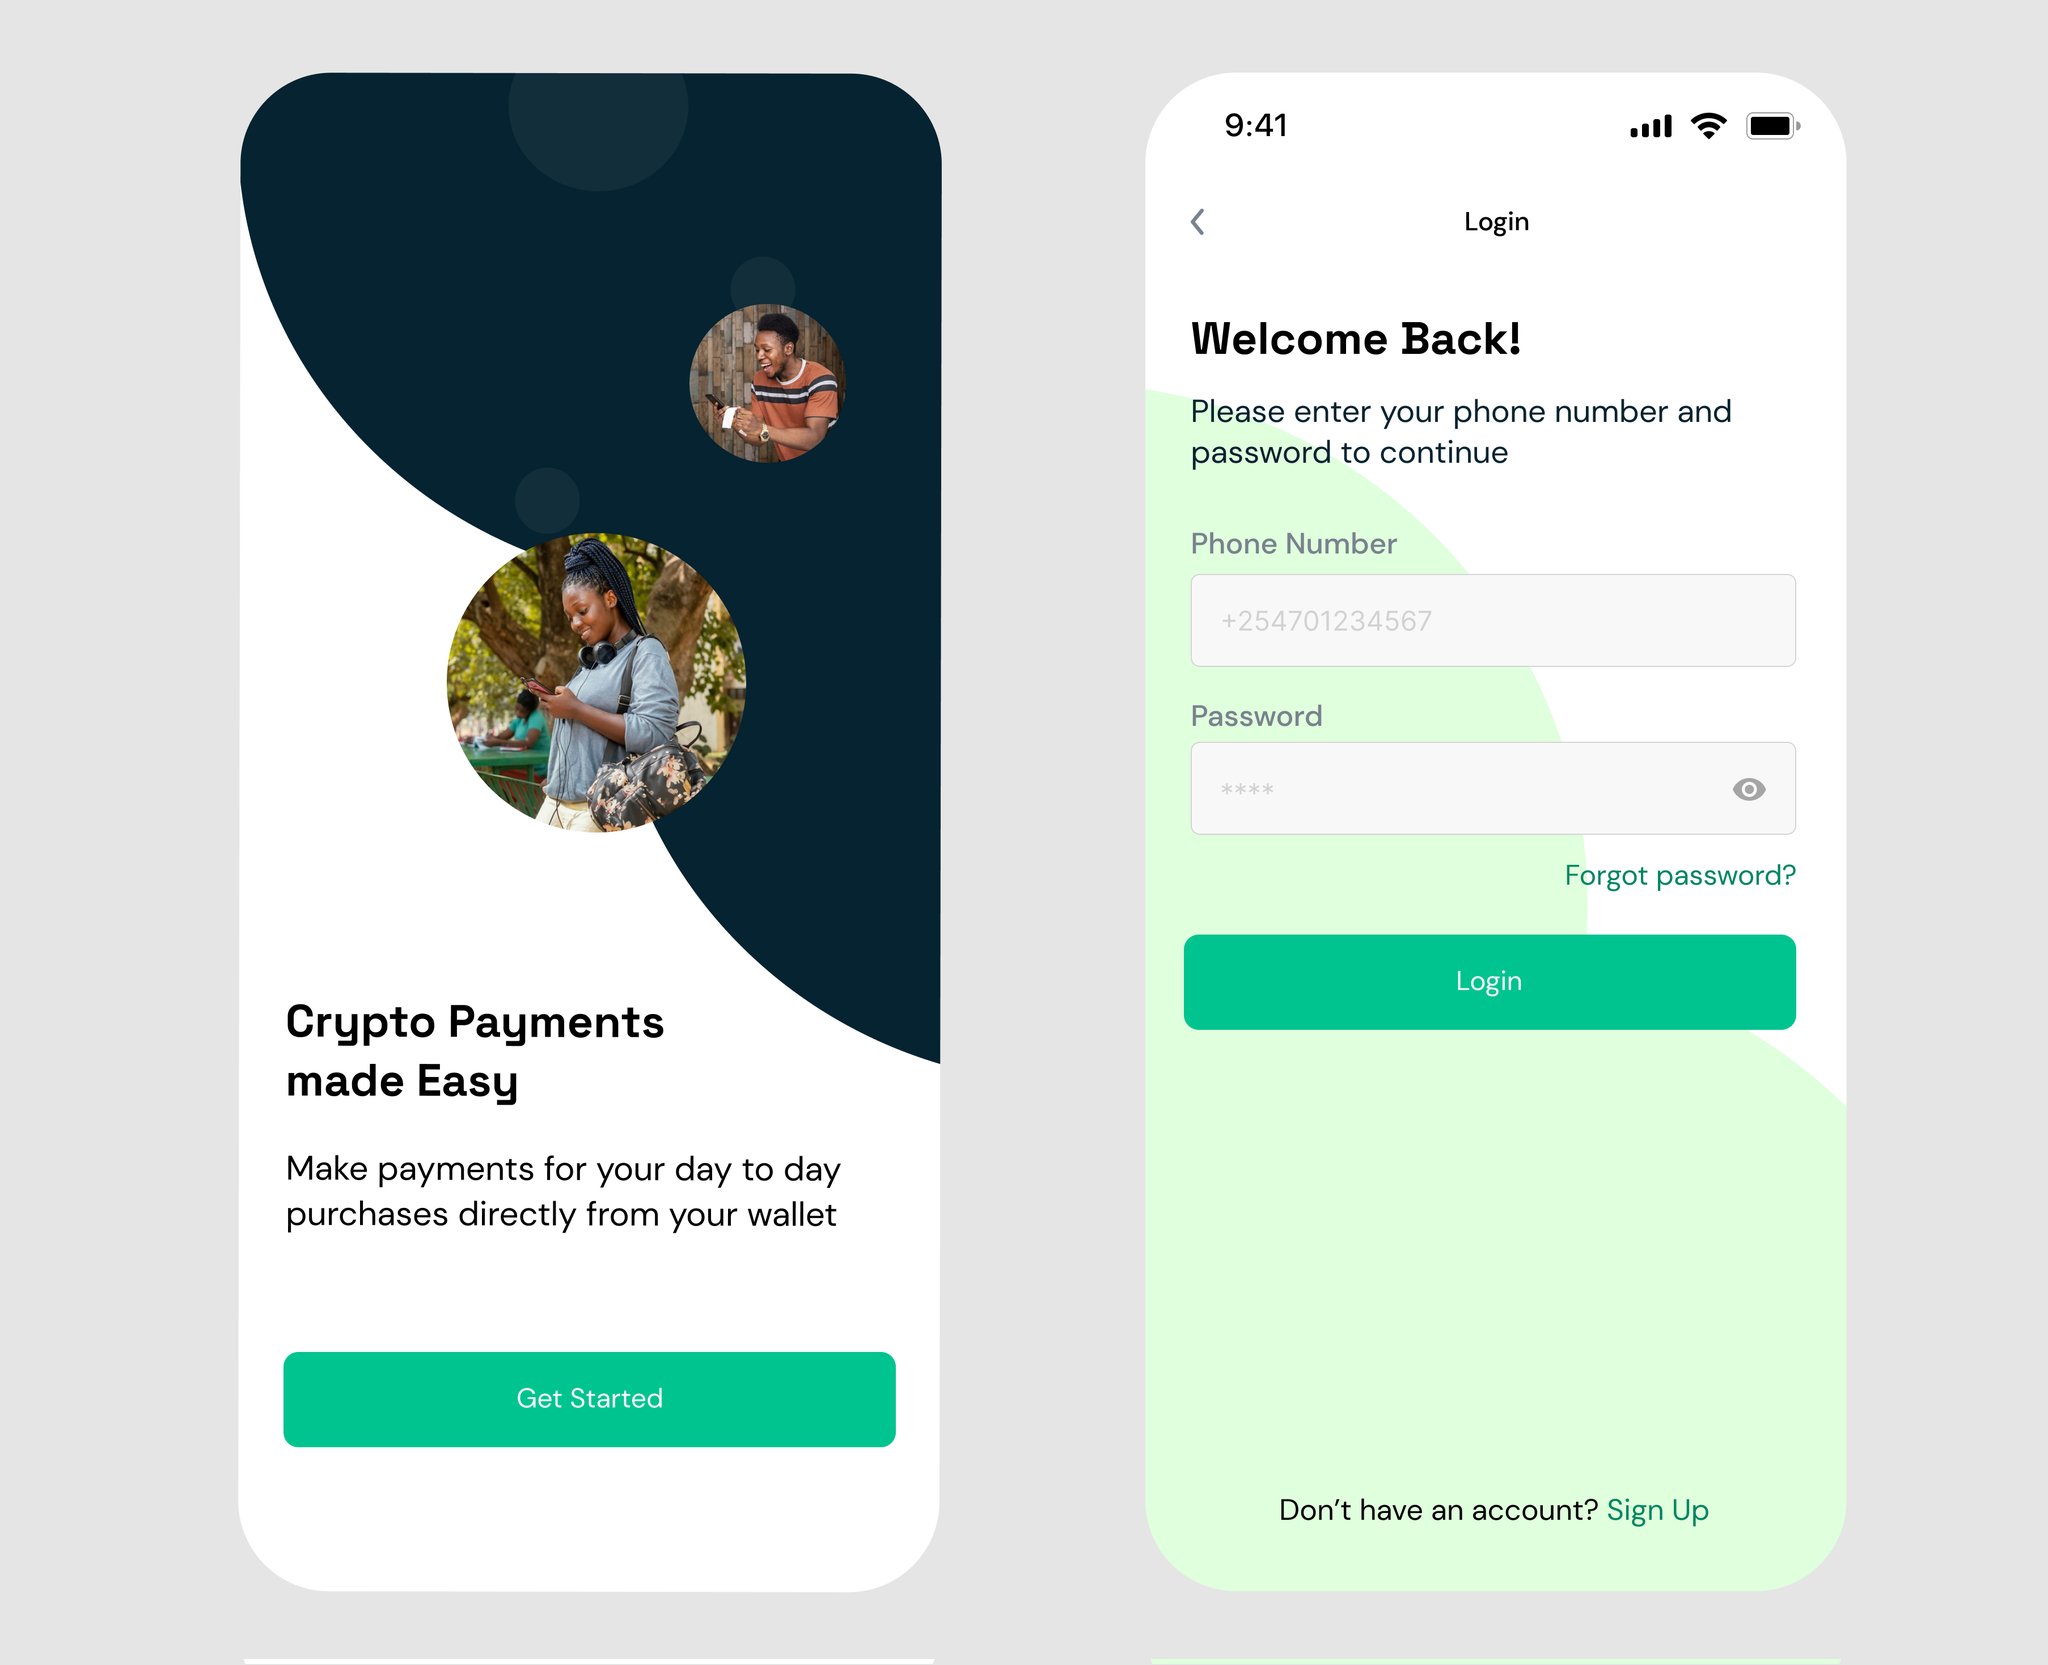 Crypto Payments
made Easy
Make payments for your day to day
purchases directly from your wallet
Get Started
9:41
Login
Welcome Back!
Please enter your phone number and
password to continue
Phone Number
+254701234567
Password
****
Forgot password?
Login
Don’t have an account? Sign Up